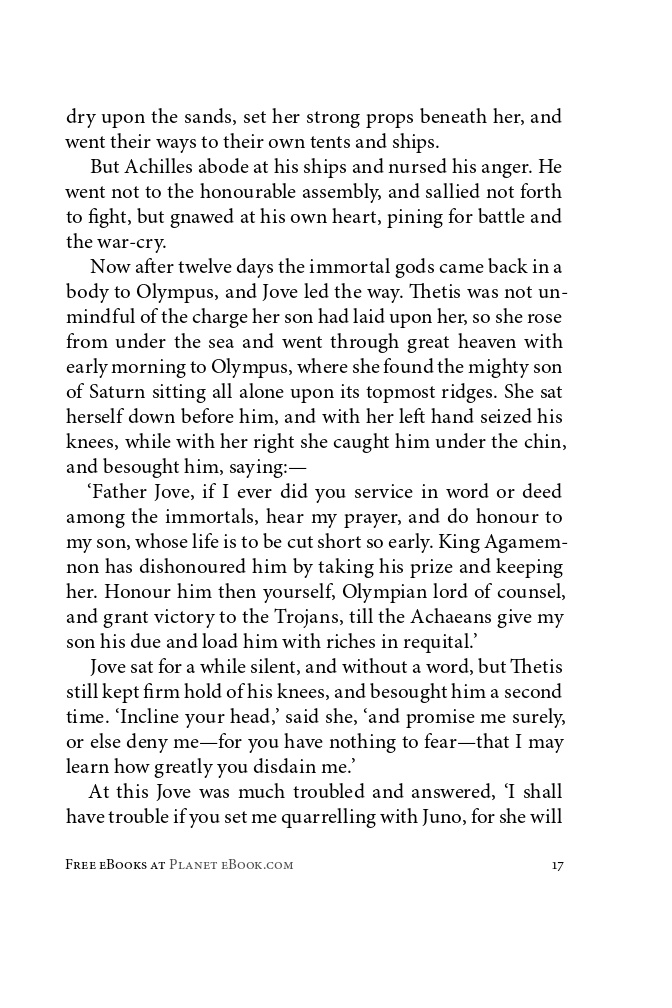 dry upon the sands, set her strong props beneath her, and
went their ways to their own tents and ships.
But Achilles abode at his ships and nursed his anger. He
went not to the honourable assembly, and sallied not forth
to fight, but gnawed at his own heart, pining for battle and
the war-cry.
Now after twelve days the immortal gods came back in a
body to Olympus, and Jove led the way. Thetis was not un-
mindful of the charge her son had laid upon her, so she rose
from under the sea and went through great heaven with
early morning to Olympus, where she found the mighty son
of Saturn sitting all alone upon its topmost ridges. She sat
herself down before him, and with her left hand seized his
knees, while with her right she caught him under the chin,
and besought him, saying:—
‘Father Jove, if I ever did you service in word or deed
among the immortals, hear my prayer, and do honour to
my son, whose life is to be cut short so early. King Agamem-
non has dishonoured him by taking his prize and keeping
her. Honour him then yourself, Olympian lord of counsel,
and grant victory to the Trojans, till the Achaeans give my
son his due and load him with riches in requital.’
Jove sat for a while silent, and without a word, but Thetis
still kept firm hold of his knees, and besought him a second
time. ‘Incline your head,’ said she, ‘and promise me surely,
or else deny me—for you have nothing to fear—that I may
learn how greatly you disdain me.’
At this Jove was much troubled and answered, ‘I shall
have trouble if you set me quarrelling with Juno, for she will
Free eBooks at Planet eBook.com 17